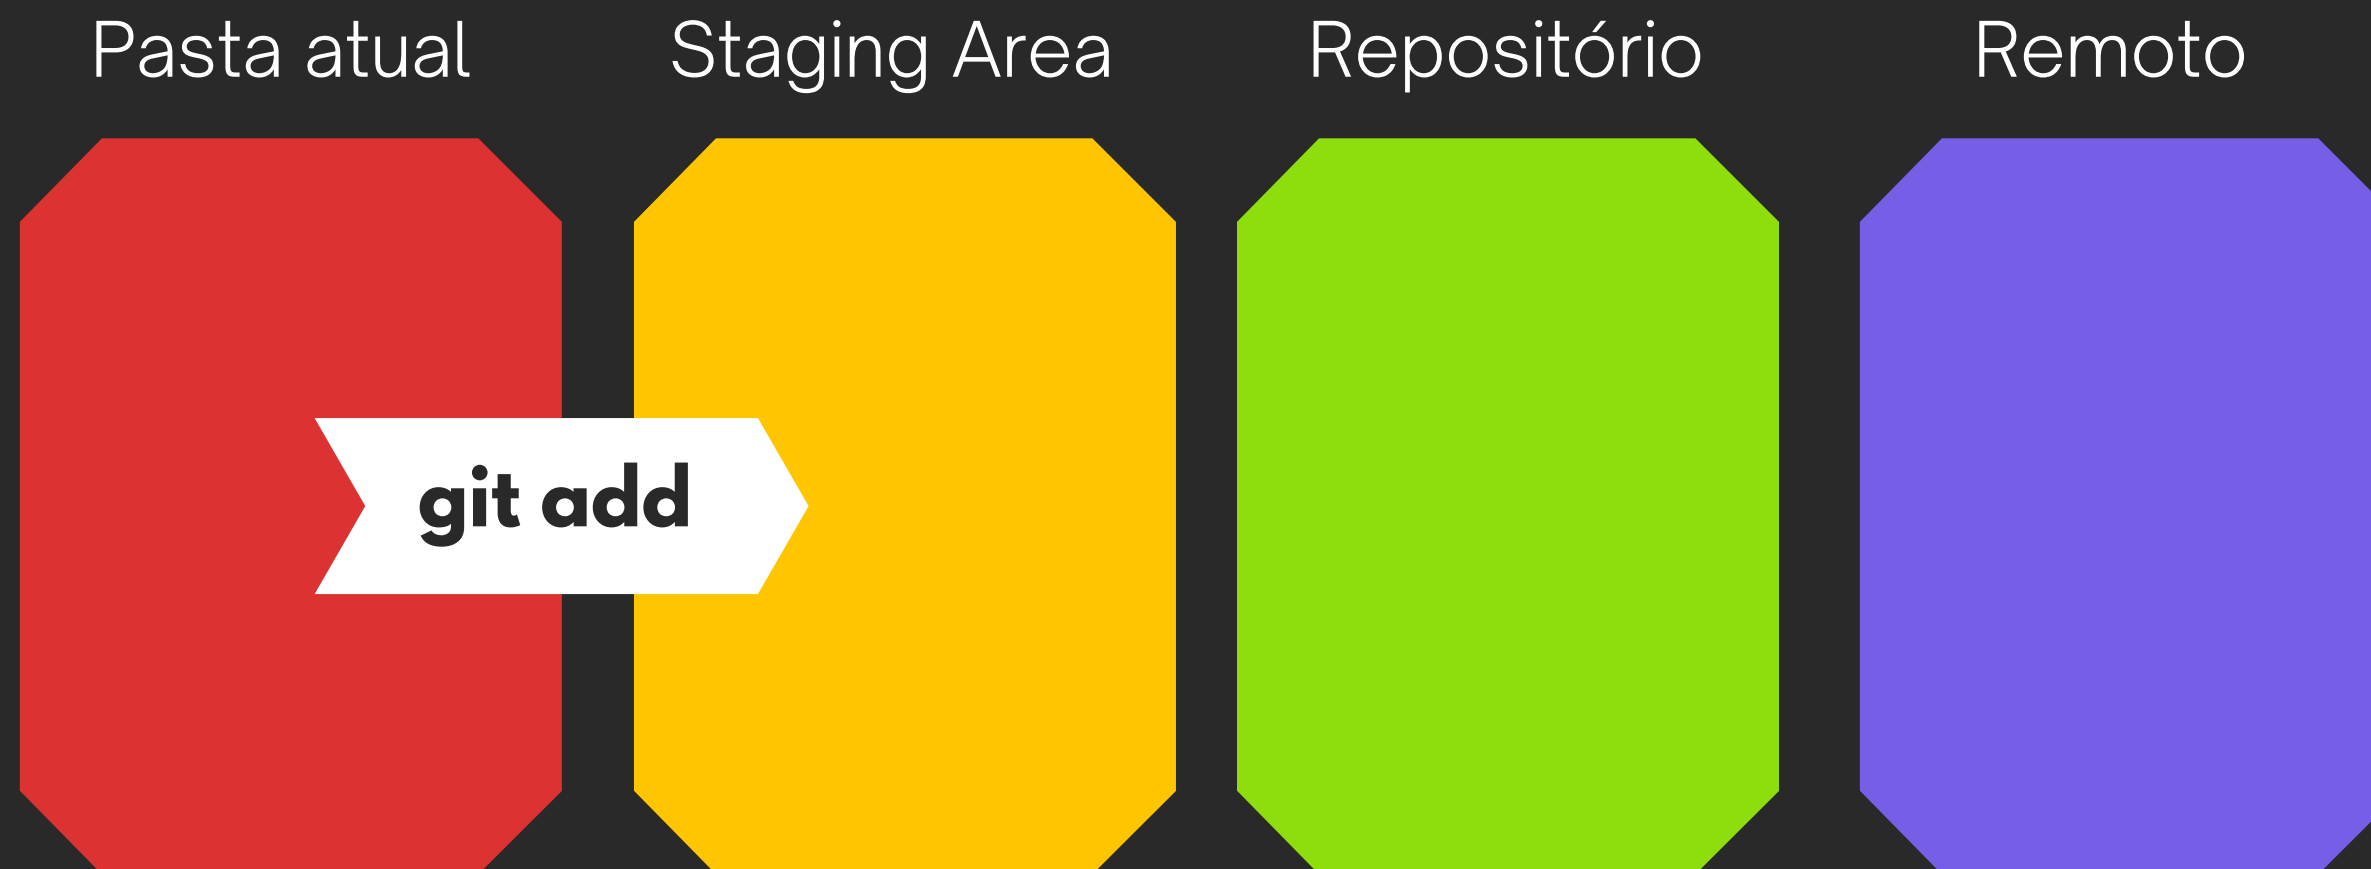 Pasta atual
Staging Area
Repositório
Remoto
git add